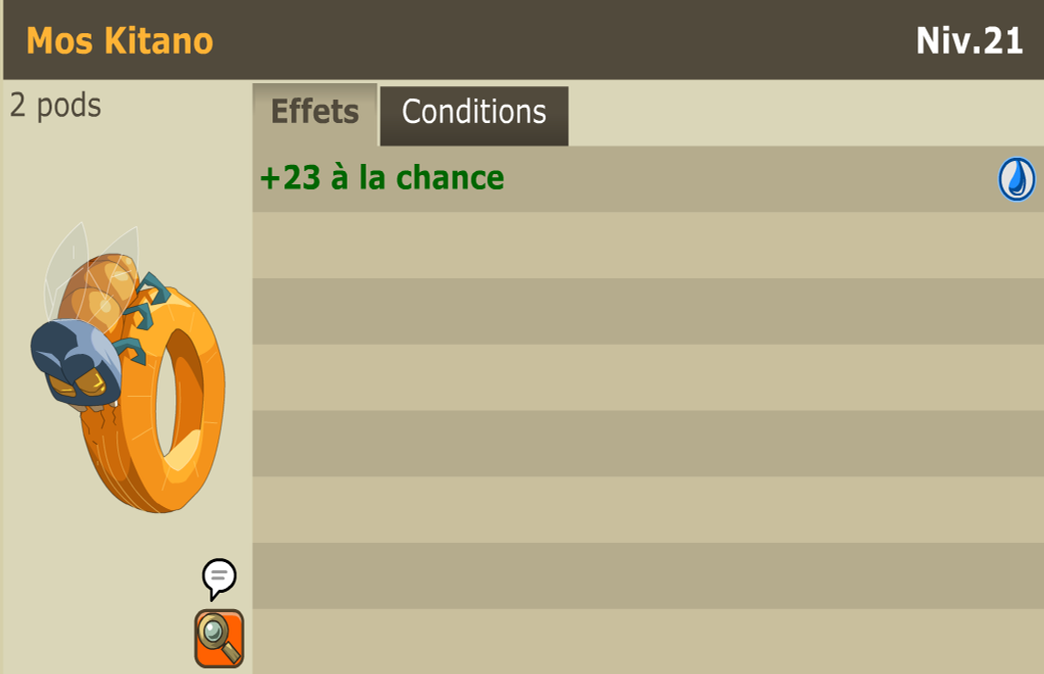 Mos Kitano
Niv.21
2 pods
Effets
Conditions
+23 à la chance